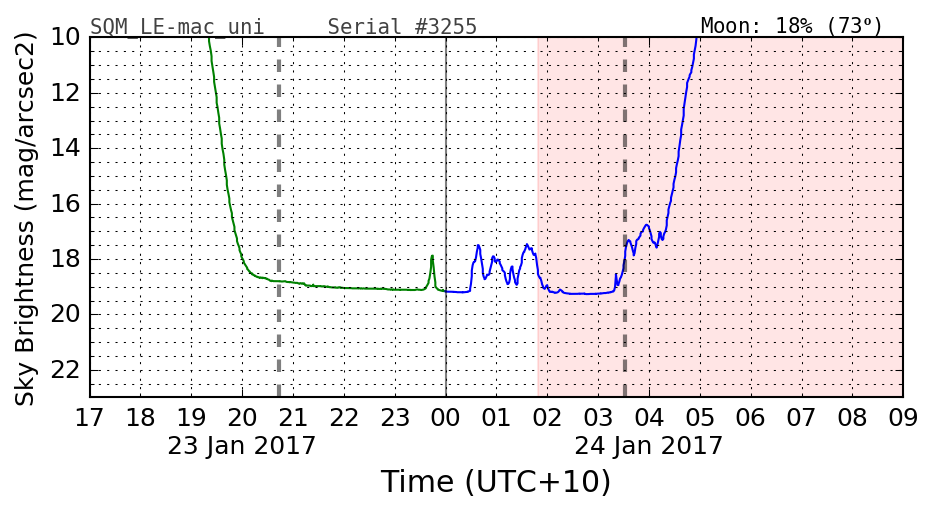 SQM_LE-mac_uni Serial #3255 Moon: 18% (73°)
Sky Brightness (mag/arcsec2)
10
12
14
16
18
20
22
17 18 19 20 21 22 23 00 01 02 03 04 05 06 07 08 09
23 Jan 2017 24 Jan 2017
Time (UTC+10)